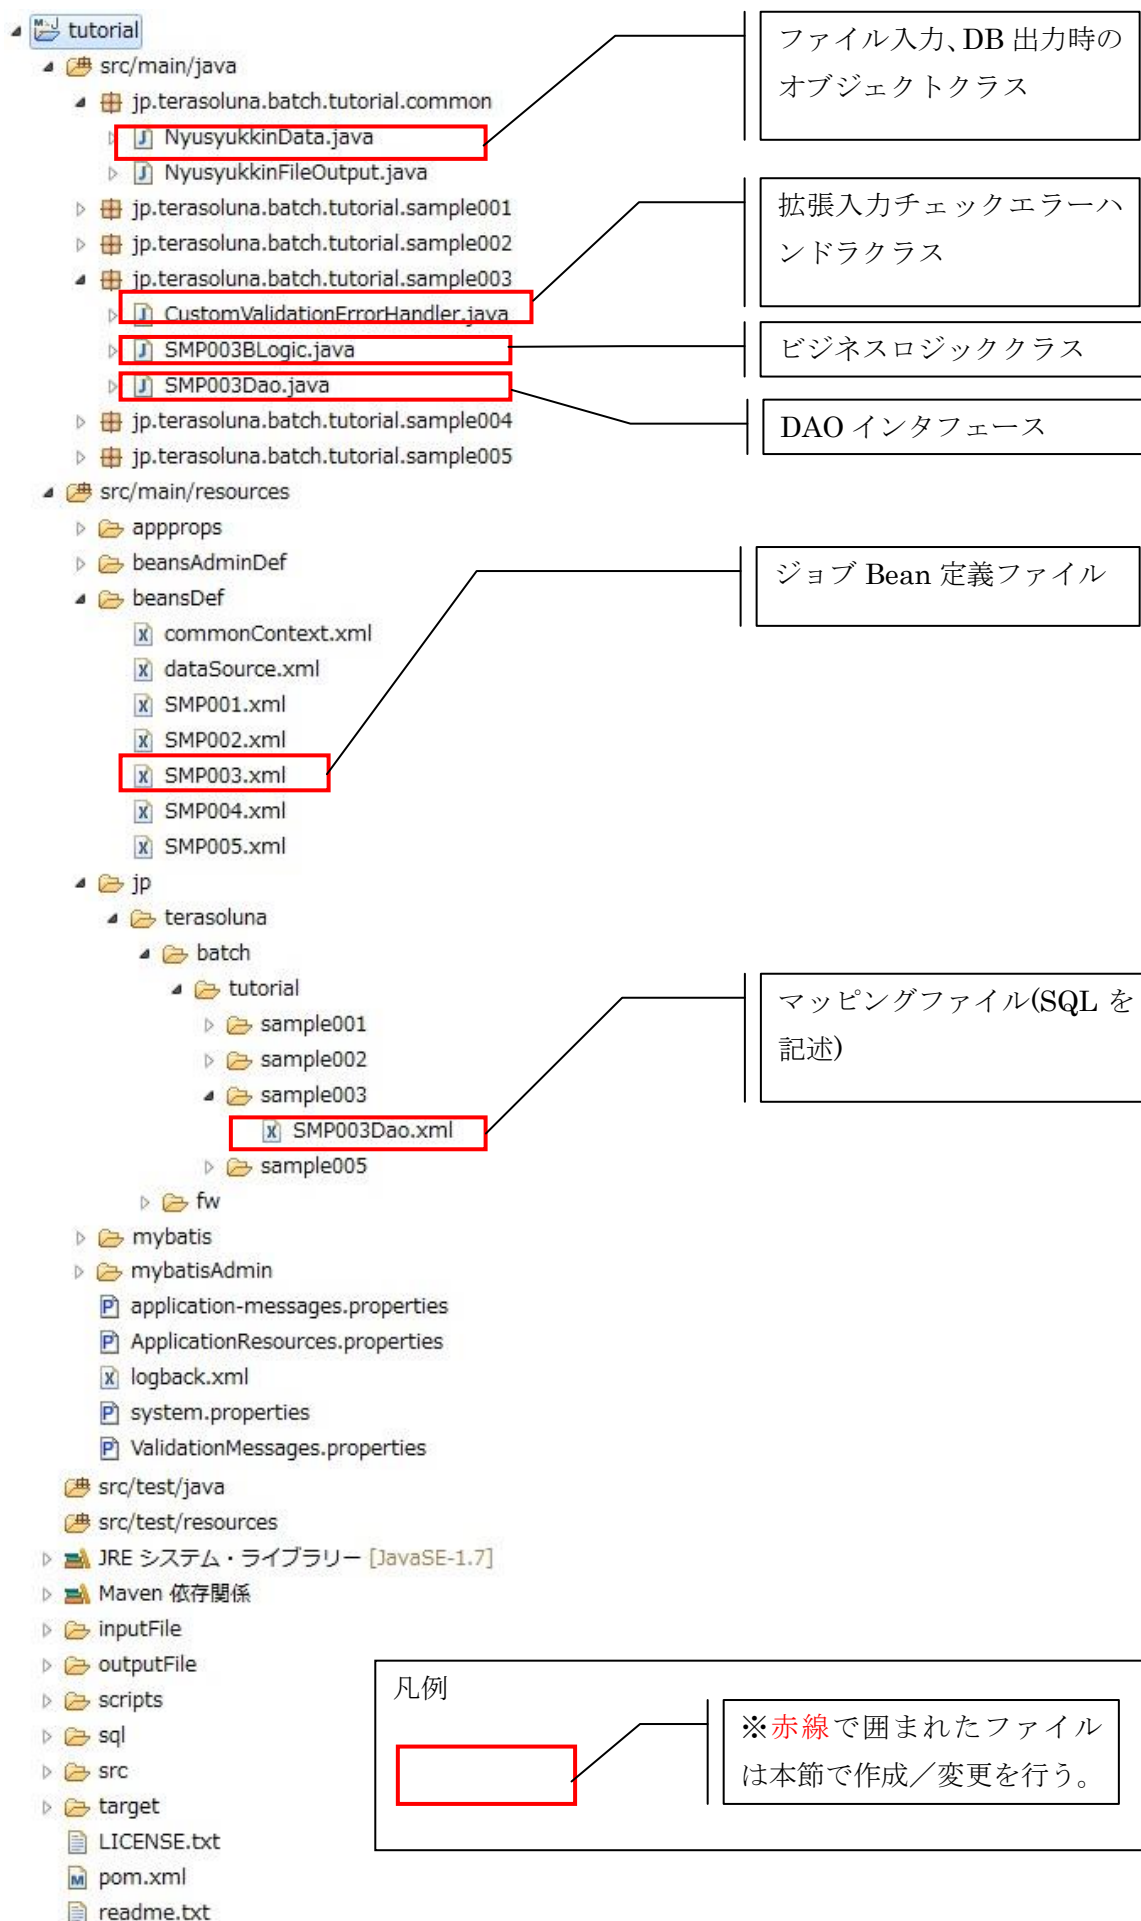 tutorial
ファイル入力、DB 出力時の
オブジェクトクラス
src/main/java
jp.terasoluna.batch.tutorial.common
NyusyukkinData.java
NyusyukkinFileOutput.java
拡張入力チェックエラーハ
ンドラクラス
jp.terasoluna.batch.tutorial.sample001
jp.terasoluna.batch.tutorial.sample002
jp.terasoluna.batch.tutorial.sample003
CustomValidationErrorHandler.java
SMP003BLogic.java
ビジネスロジッククラス
SMP003Dao.java
DAO インタフェース
jp.terasoluna.batch.tutorial.sample004
jp.terasoluna.batch.tutorial.sample005
src/main/resources
appprops
beansAdminDef
ジョブ Bean 定義ファイル
beansDef
commonContext.xml
dataSource.xml
SMP001.xml
SMP002.xml
SMP003.xml
SMP004.xml
SMP005.xml
jp
terasoluna
batch
tutorial
マッピングファイル(SQL を
記述)
sample001
sample002
sample003
SMP003Dao.xml
sample005
fw
mybatis
mybatisAdmin
application-messages.properties
ApplicationResources.properties
logback.xml
system.properties
ValidationMessages.properties
src/test/java
src/test/resources
JRE システム・ライブラリー [JavaSE-1.7]
Maven 依存関係
inputFile
outputFile
scripts
sql
src
target
LICENSE.txt
pom.xml
readme.txt
凡例
※赤線で囲まれたファイル
は本節で作成／変更を行う。